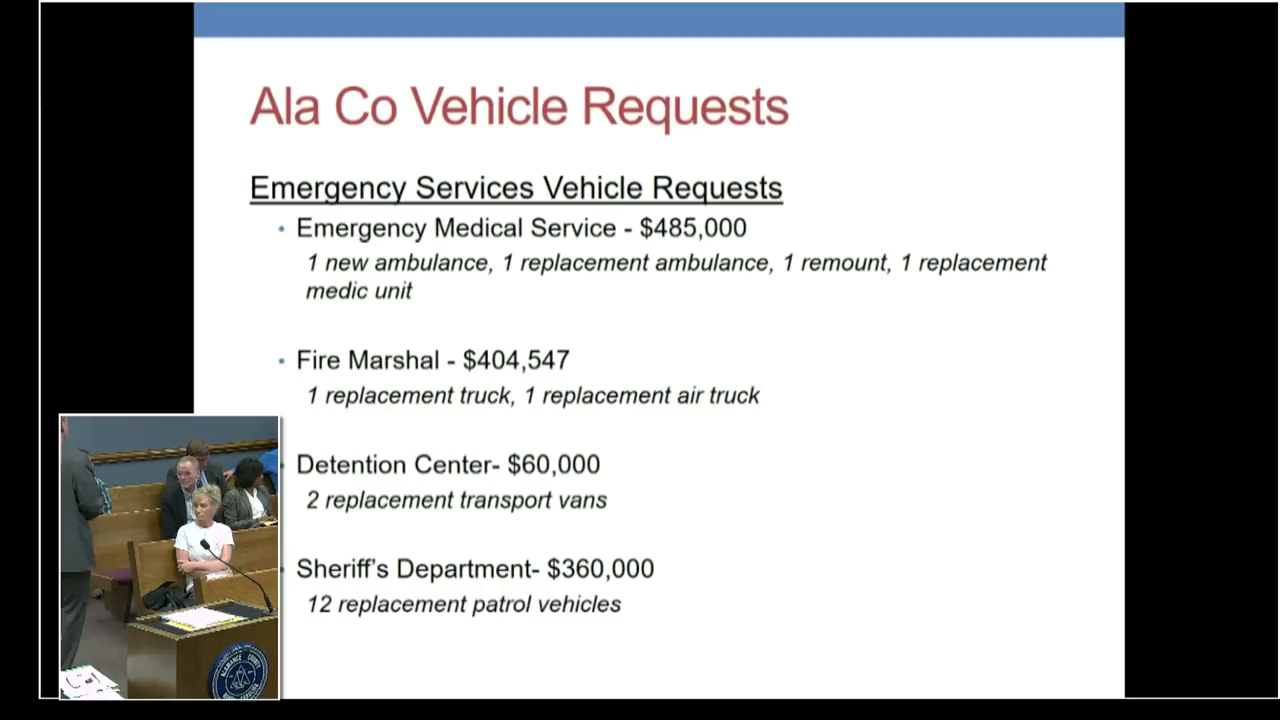 Ala Co Vehicle Requests
Emergency Services Vehicle Requests
• Emergency Medical Service - $485,000
1 new ambulance, 1 replacement ambulance, 1 remount, 1 replacement
medic unit
• Fire Marshal - $404,547
1 replacement truck, 1 replacement air truck
Detention Center- $60,000
2 replacement transport vans
Sheriff's Department- $360,000
12 replacement patrol vehicles
ALAMANCE COUNTY